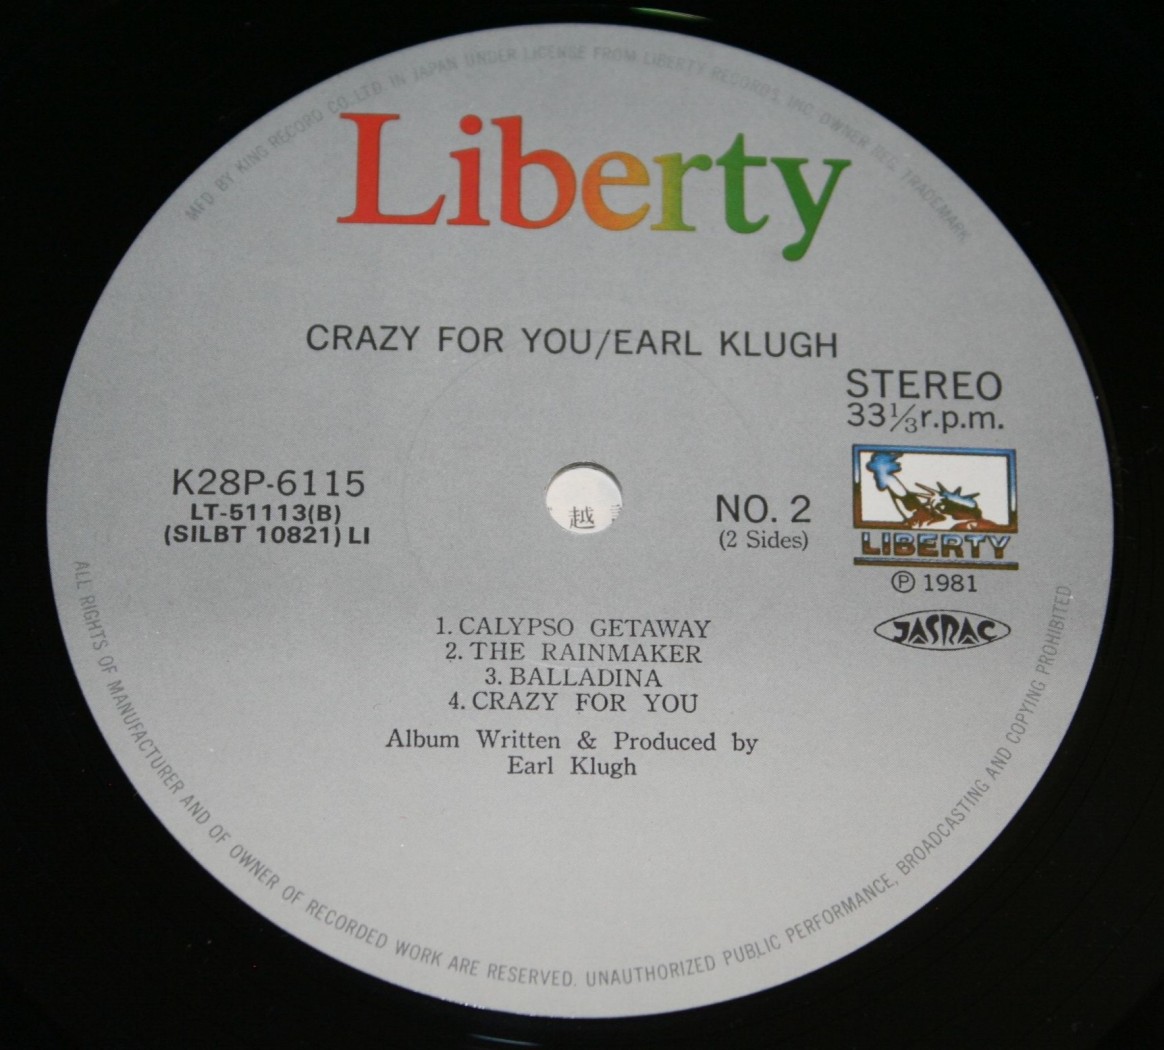 MFD BY KING RECORD CO., LTD. IN JAPAN UNDER LICENSE FROM LIBERTY RECORDS, INC. OWNER REG. TRADEMARK
Liberty
CRAZY FOR YOU/EARL KLUGH
STEREO
33⅓r.p.m.
K28P-6115
LT-51113(B)
(SILBT 10821) LI
越
NO. 2
(2 Sides)
LIBERTY
Ⓟ 1981
JASRAC
1. CALYPSO GETAWAY
2. THE RAINMAKER
3. BALLADINA
4. CRAZY FOR YOU
Album Written & Produced by
Earl Klugh
ALL RIGHTS OF MANUFACTURER AND OF OWNER OF RECORDED WORK ARE RESERVED. UNAUTHORIZED PUBLIC PERFORMANCE, BROADCASTING AND COPYING PROHIBITED